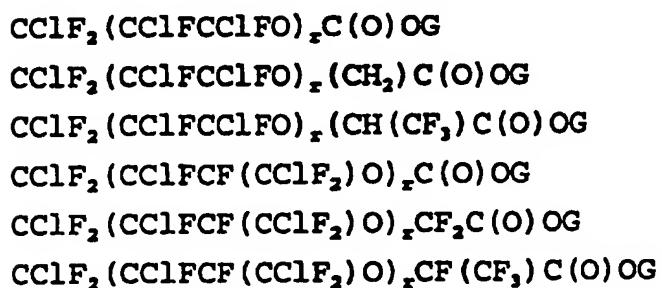 CClF₂(CClFCClFO)ᵣC(O)OG
CClF₂(CClFCClFO)ᵣ(CH₂)C(O)OG
CClF₂(CClFCClFO)ᵣ(CH(CF₃)C(O)OG
CClF₂(CClFCF(CClF₂)O)ᵣC(O)OG
CClF₂(CClFCF(CClF₂)O)ᵣCF₂C(O)OG
CClF₂(CClFCF(CClF₂)O)ᵣCF(CF₃)C(O)OG